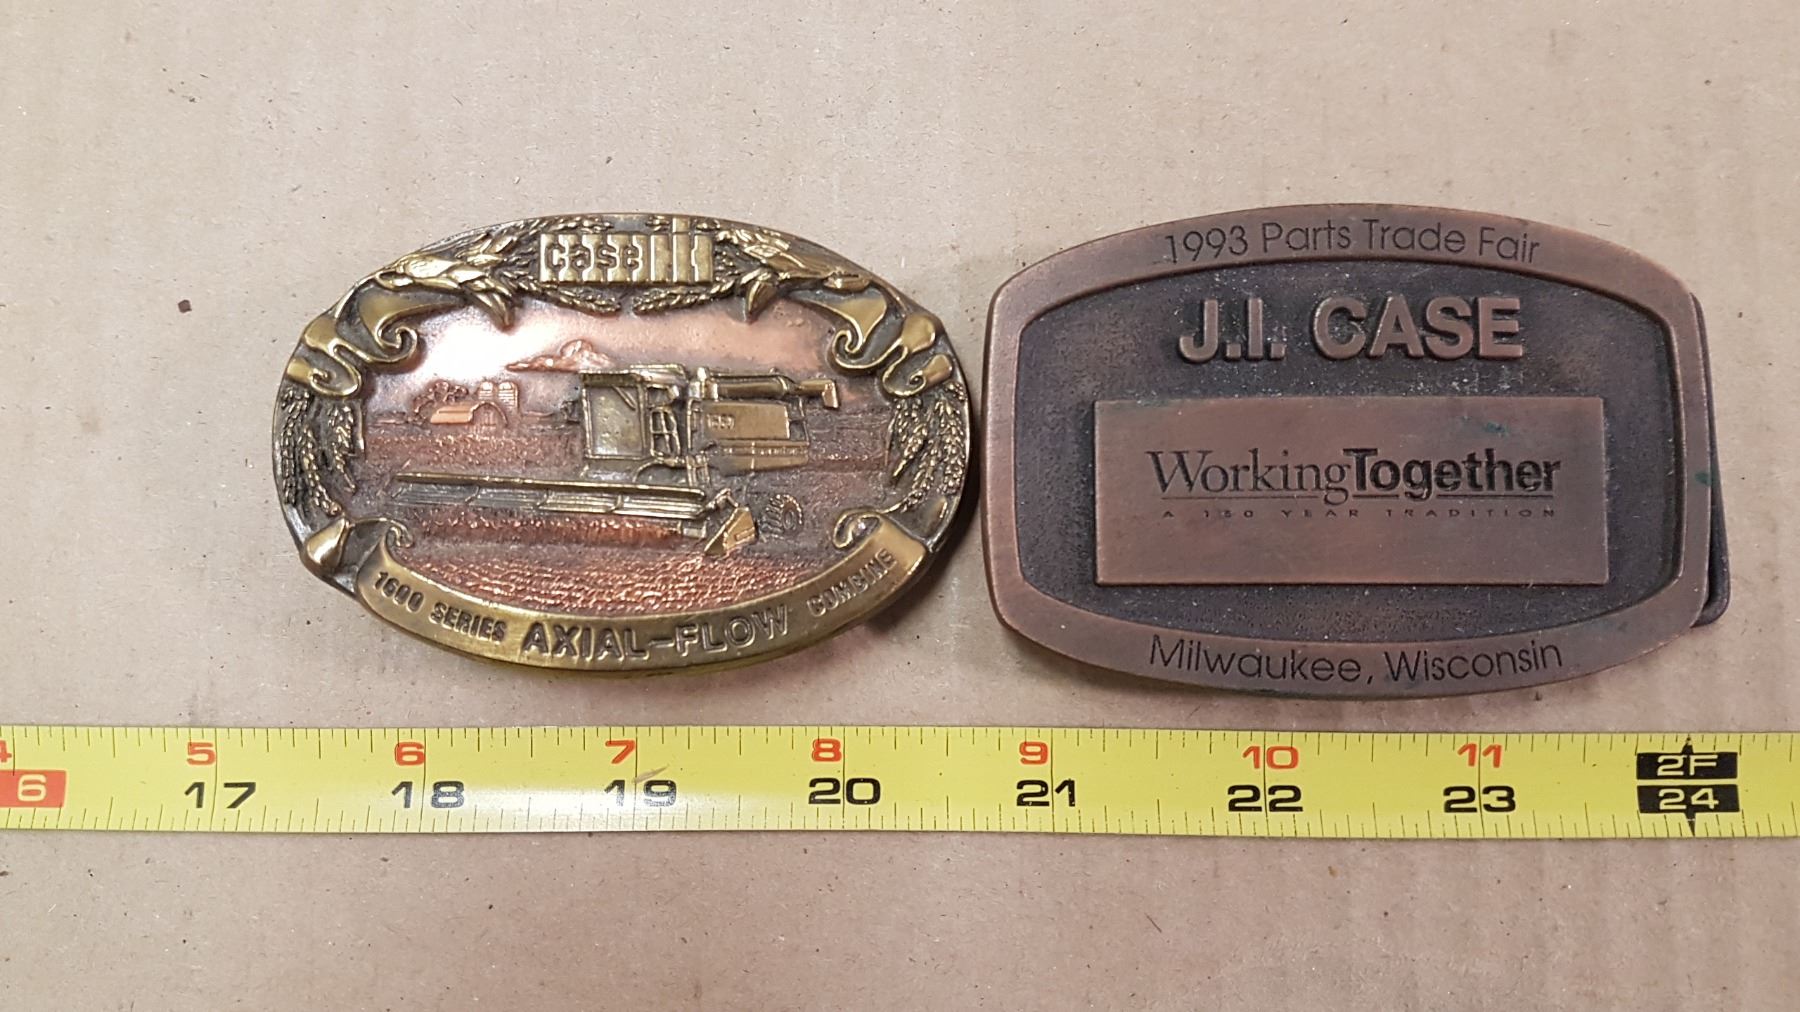 case IH
1600 SERIES AXIAL-FLOW COMBINE
1993 Parts Trade Fair
J.I. CASE
WorkingTogether
A 150 YEAR TRADITION
Milwaukee, Wisconsin
4 5 6 7 8 9 10 11 2F
6 17 18 19 20 21 22 23 24